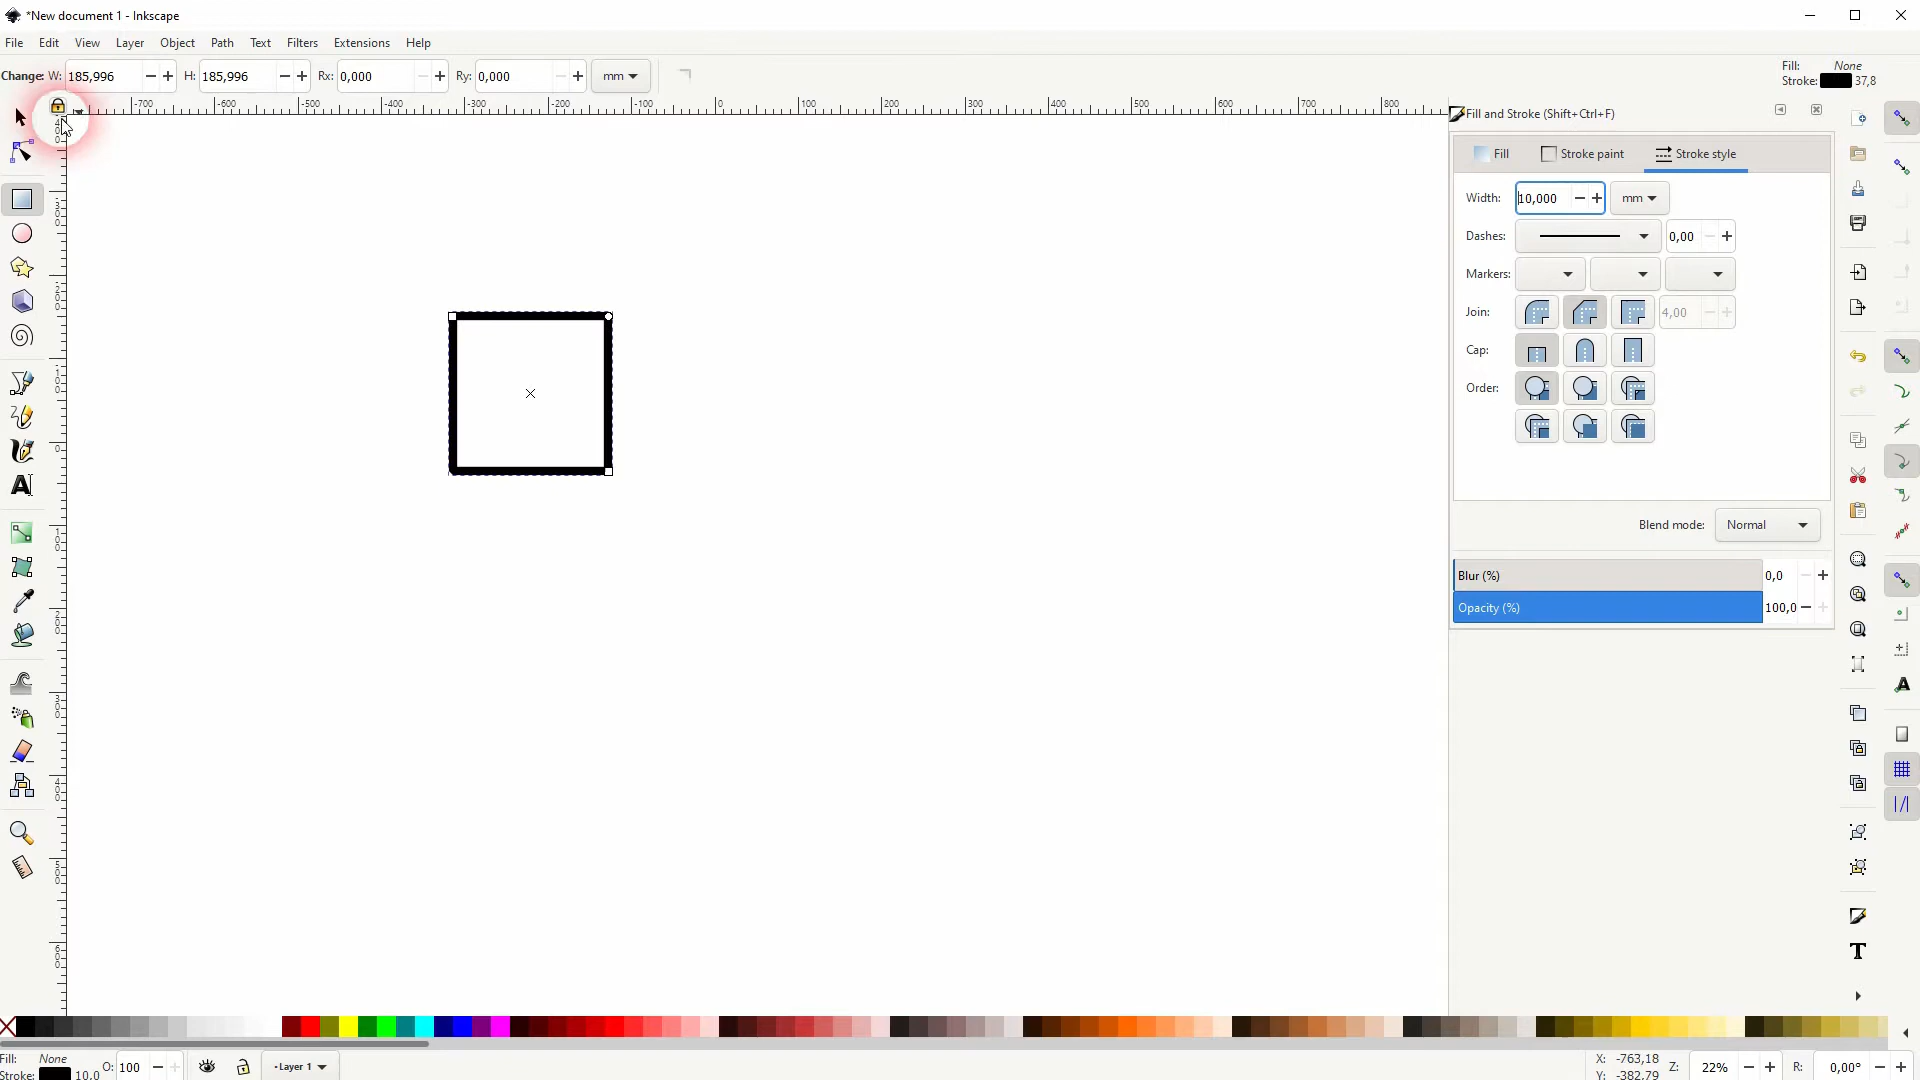 *New document 1 - Inkscape
File Edit View Layer Object Path Text Filters Extensions Help
Change: W: 185,996 H: 185,996 Rx: 0,000 Ry: 0,000 mm
Fill: None
Stroke: 37,8
-700 -600 -500 -400 -300 -200 -100 0 100 200 300 400 500 600 700 800
Fill and Stroke (Shift+Ctrl+F)
Fill Stroke paint Stroke style
Width: 10,000 mm
Dashes: 0,00
Markers:
Join: 4,00
Cap:
Order:
Blend mode: Normal
Blur (%) 0,0
Opacity (%) 100,0
Fill: None O: 100 Layer 1
Stroke: 10,0
X: -763,18
Y: -382,79
Z: 22% R: 0,00°